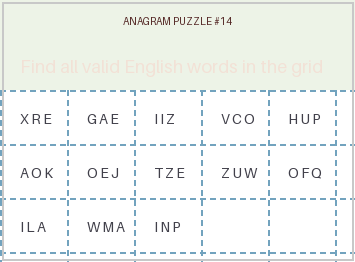 ANAGRAM PUZZLE #14
Find all valid English words in the grid
XRE GAE IIZ VCO HUP
AOK OEJ TZE ZUW OFQ
ILA WMA INP